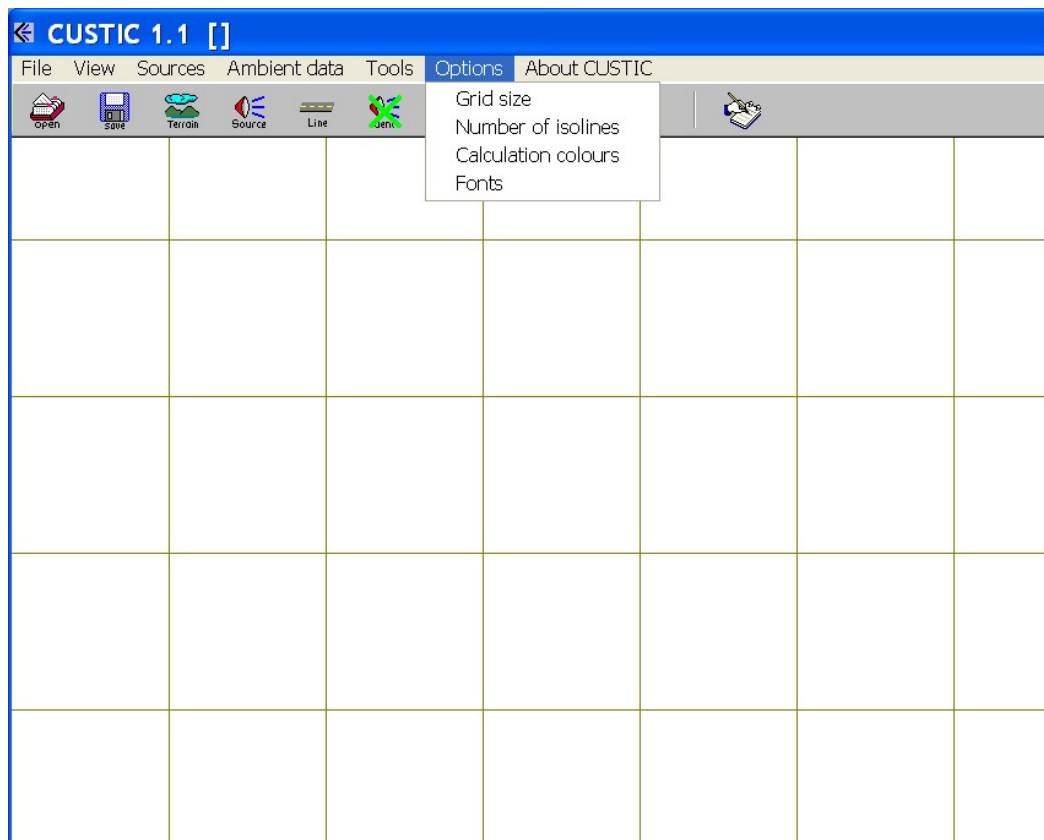 CUSTIC 1.1 []
File View Sources Ambient data Tools Options About CUSTIC
open save Terrain Source Line
Grid size
Number of isolines
Calculation colours
Fonts